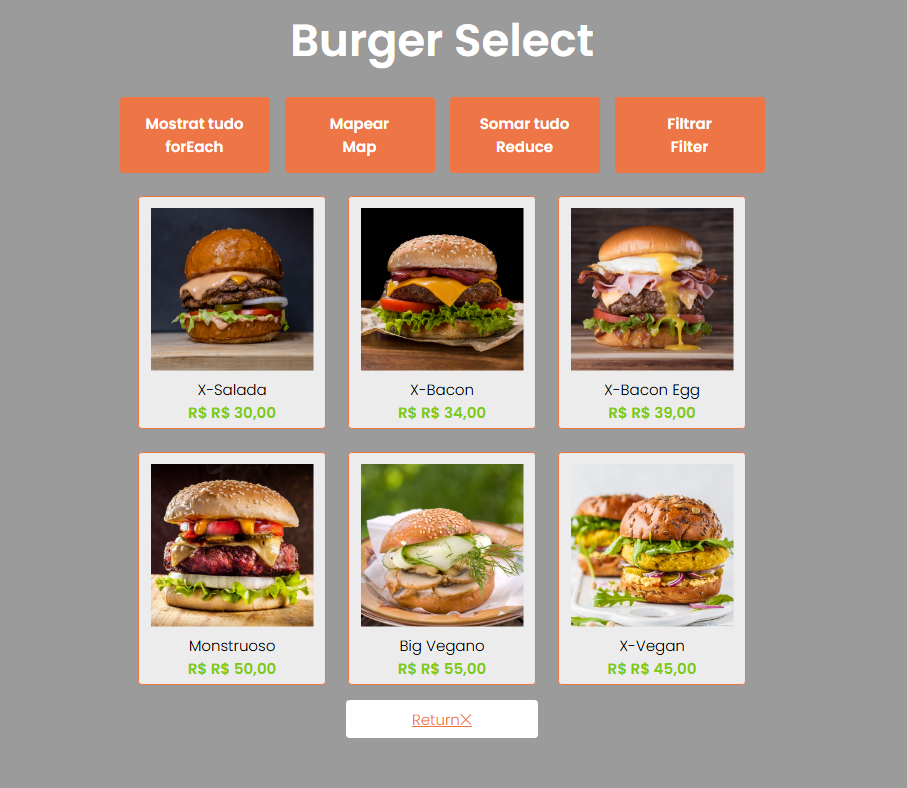 Burger Select
Mostrat tudo
forEach
Mapear
Map
Somar tudo
Reduce
Filtrar
Filter
X-Salada
R$ R$ 30,00
X-Bacon
R$ R$ 34,00
X-Bacon Egg
R$ R$ 39,00
Monstruoso
R$ R$ 50,00
Big Vegano
R$ R$ 55,00
X-Vegan
R$ R$ 45,00
Return╳